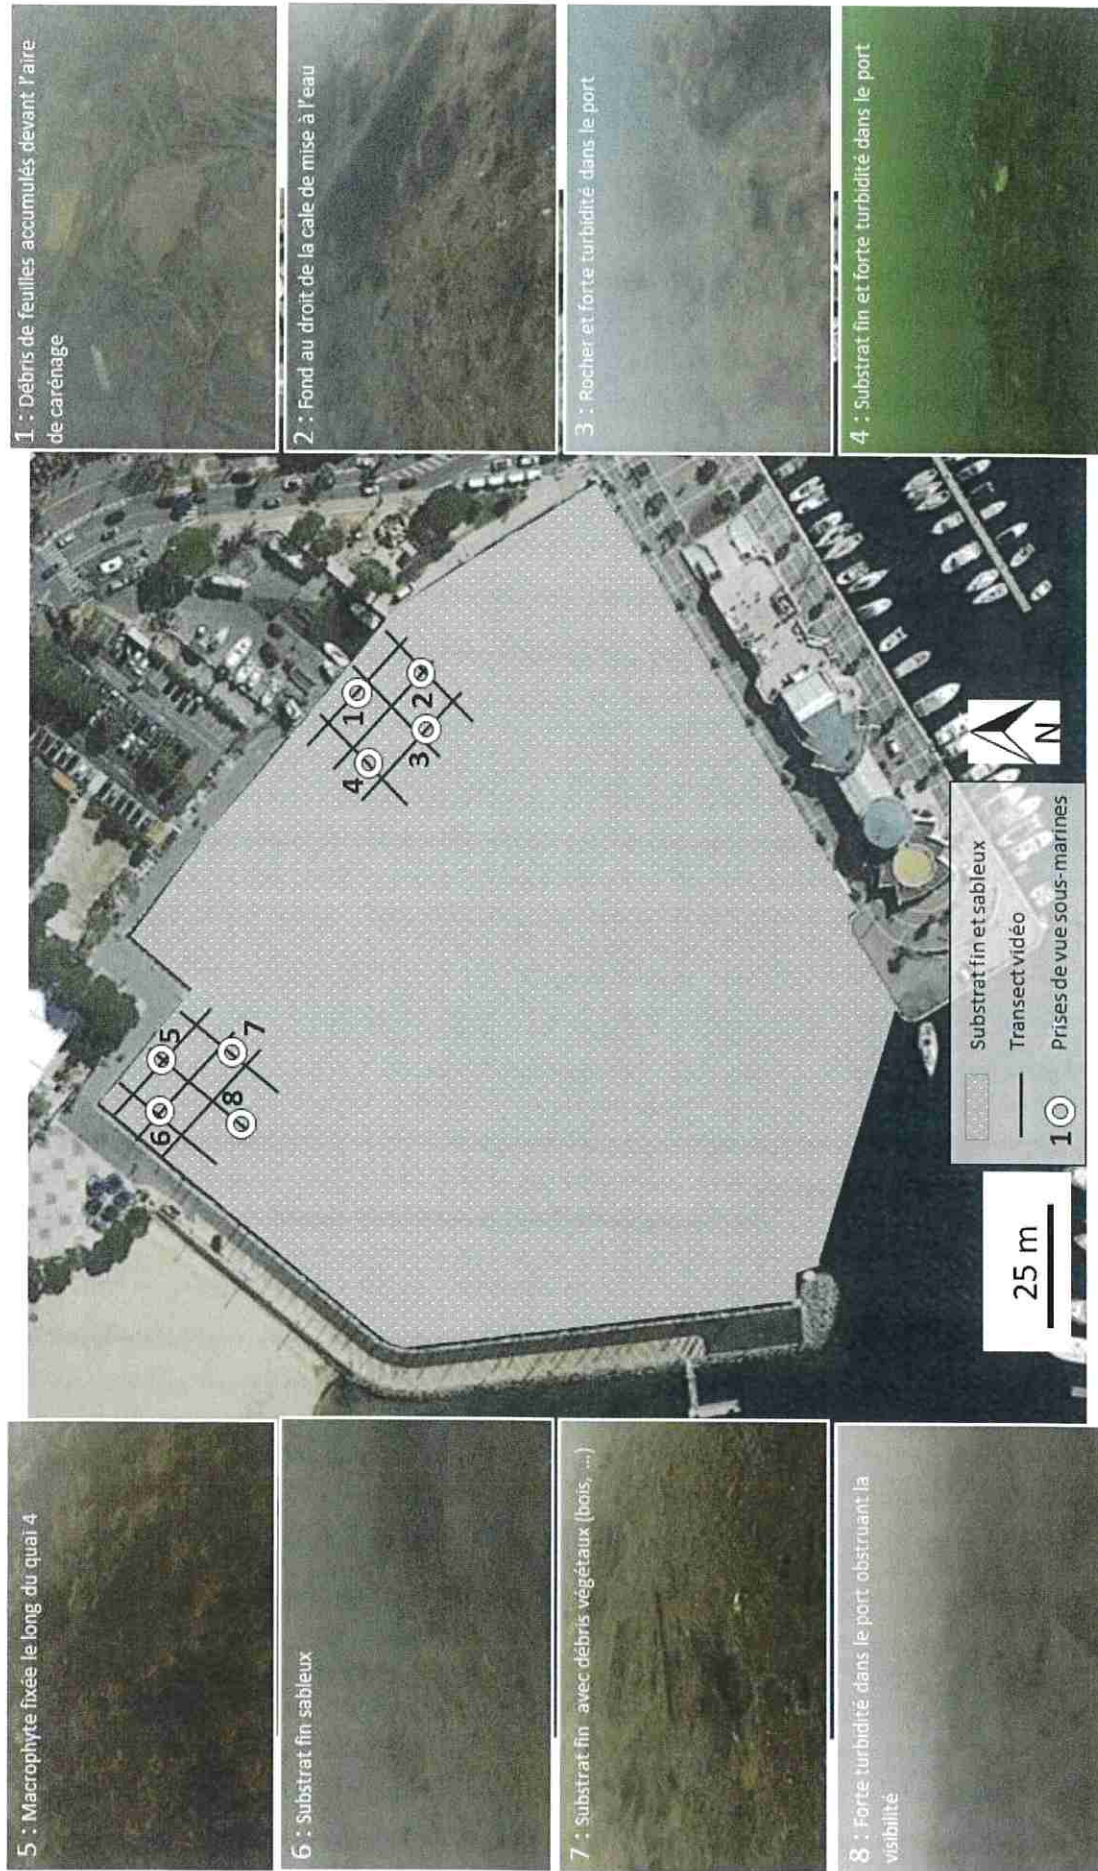 5 : Macrophyte fixée le long du quai 4
6 : Substrat fin sableux
7 : Substrat fin avec débris végétaux (bois, ...)
8 : Forte turbidité dans le port obstruant la
visibilité
6
5
7
8
4
1
3
2
25 m
Substrat fin et sableux
Transect vidéo
1
Prises de vue sous-marines
N
1 : Débris de feuilles accumulés devant l'aire
de carénage
2 : Fond au droit de la cale de mise à l'eau
3 : Rocher et forte turbidité dans le port
4 : Substrat fin et forte turbidité dans le port